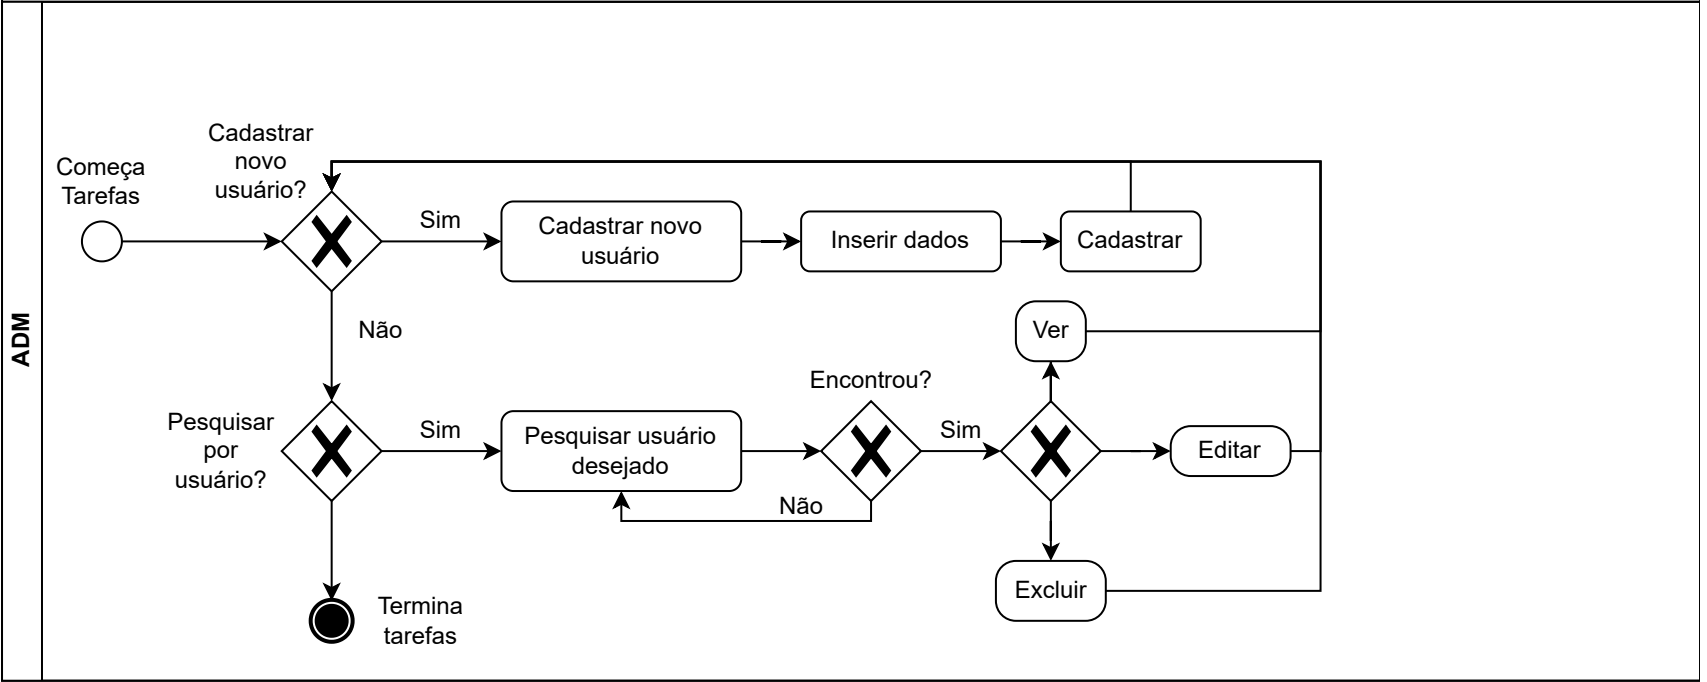 ADM
Começa
Tarefas
Cadastrar
novo
usuário?
Sim
Cadastrar novo
usuário
Inserir dados
Cadastrar
Não
Ver
Pesquisar
por
usuário?
Sim
Pesquisar usuário
desejado
Encontrou?
Sim
Não
Editar
Excluir
Termina
tarefas